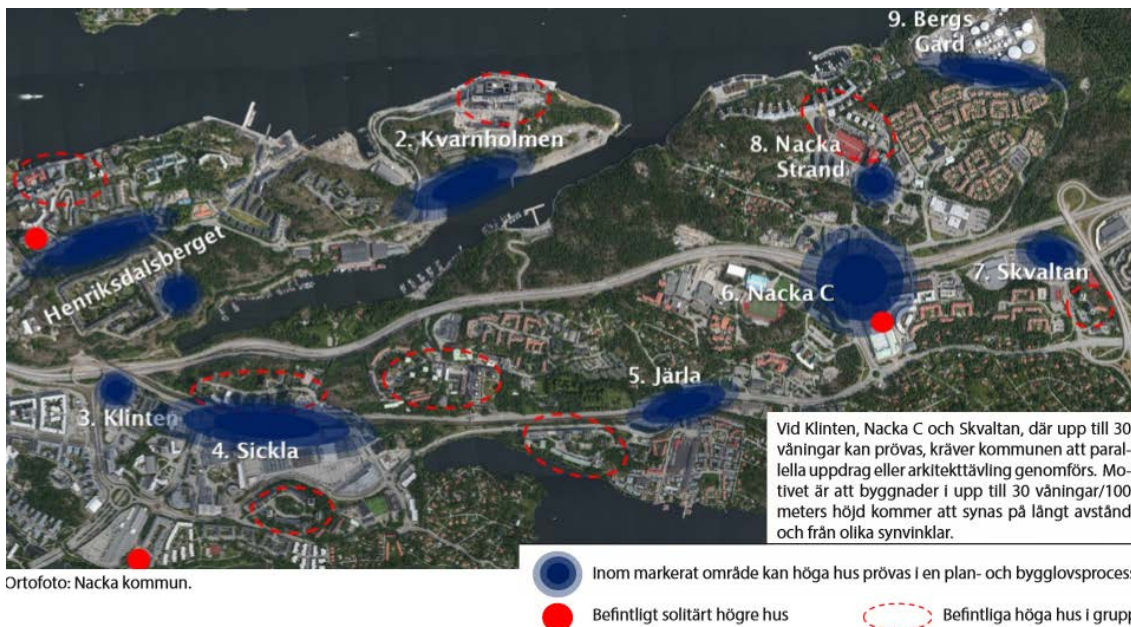 9. Bergs
Gård
2. Kvarnholmen
8. Nacka
Strand
1. Henriksdalsberget
7. Skvaltan
6. Nacka C
5. Järla
3. Klinten
4. Sickla
Vid Klinten, Nacka C och Skvaltan, där upp till 30
våningar kan prövas, kräver kommunen att paral-
lella uppdrag eller arkitekttävling genomförs. Mo-
tivet är att byggnader i upp till 30 våningar/100
meters höjd kommer att synas på långt avstånd
och från olika synvinklar.
Ortofoto: Nacka kommun.
Inom markerat område kan höga hus prövas i en plan- och bygglovsprocess
Befintligt solitärt högre hus
Befintliga höga hus i grupp